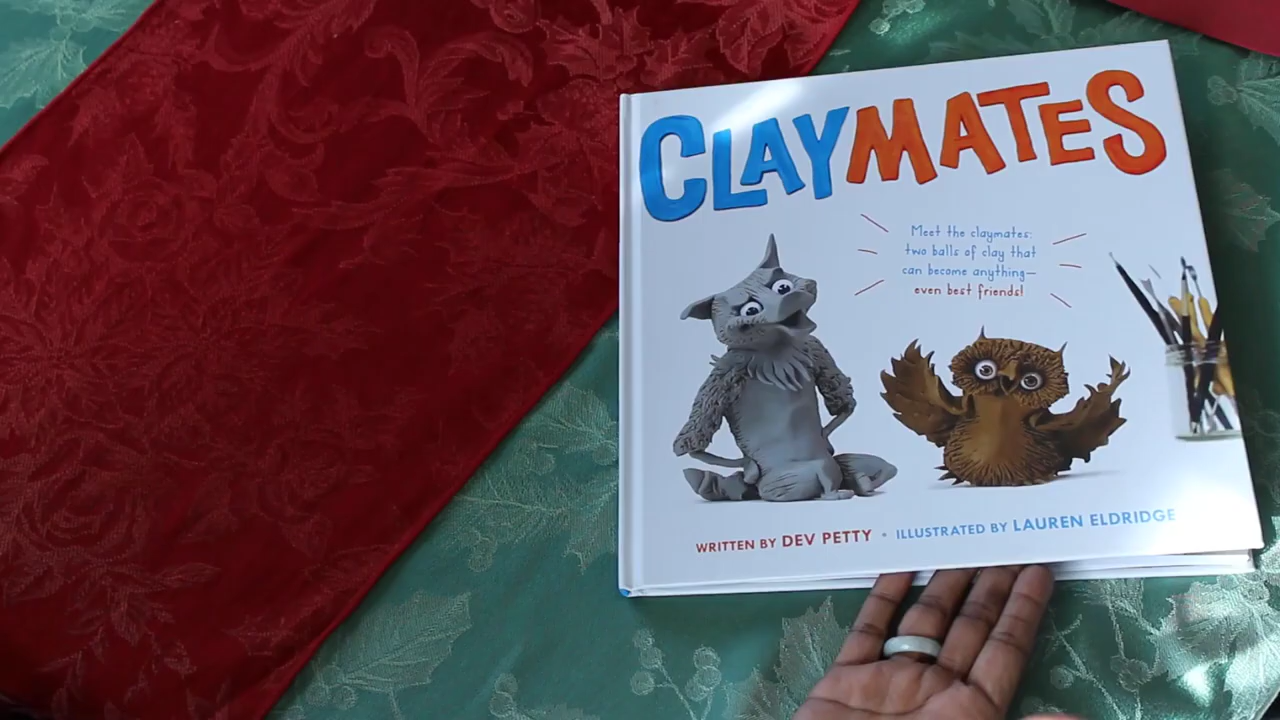 CLAYMATES
Meet the claymates:
two balls of clay that
can become anything—
even best friends!
WRITTEN BY DEV PETTY • ILLUSTRATED BY LAUREN ELDRIDGE